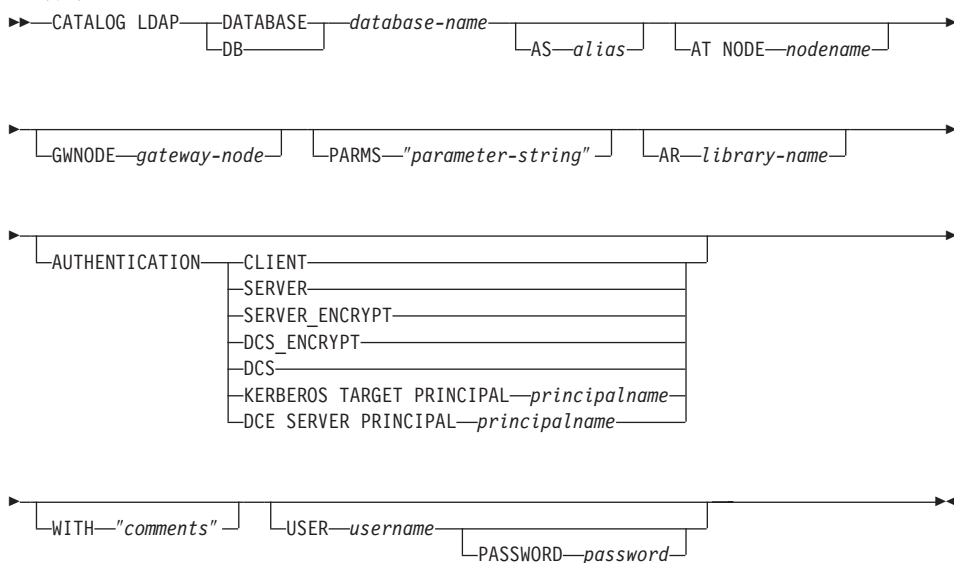 CATALOG LDAP DATABASE database-name
DB AS alias AT NODE nodename
GWNODE gateway-node PARMS "parameter-string" AR library-name
AUTHENTICATION CLIENT
SERVER
SERVER_ENCRYPT
DCS_ENCRYPT
DCS
KERBEROS TARGET PRINCIPAL principalname
DCE SERVER PRINCIPAL principalname
WITH "comments" USER username
PASSWORD password